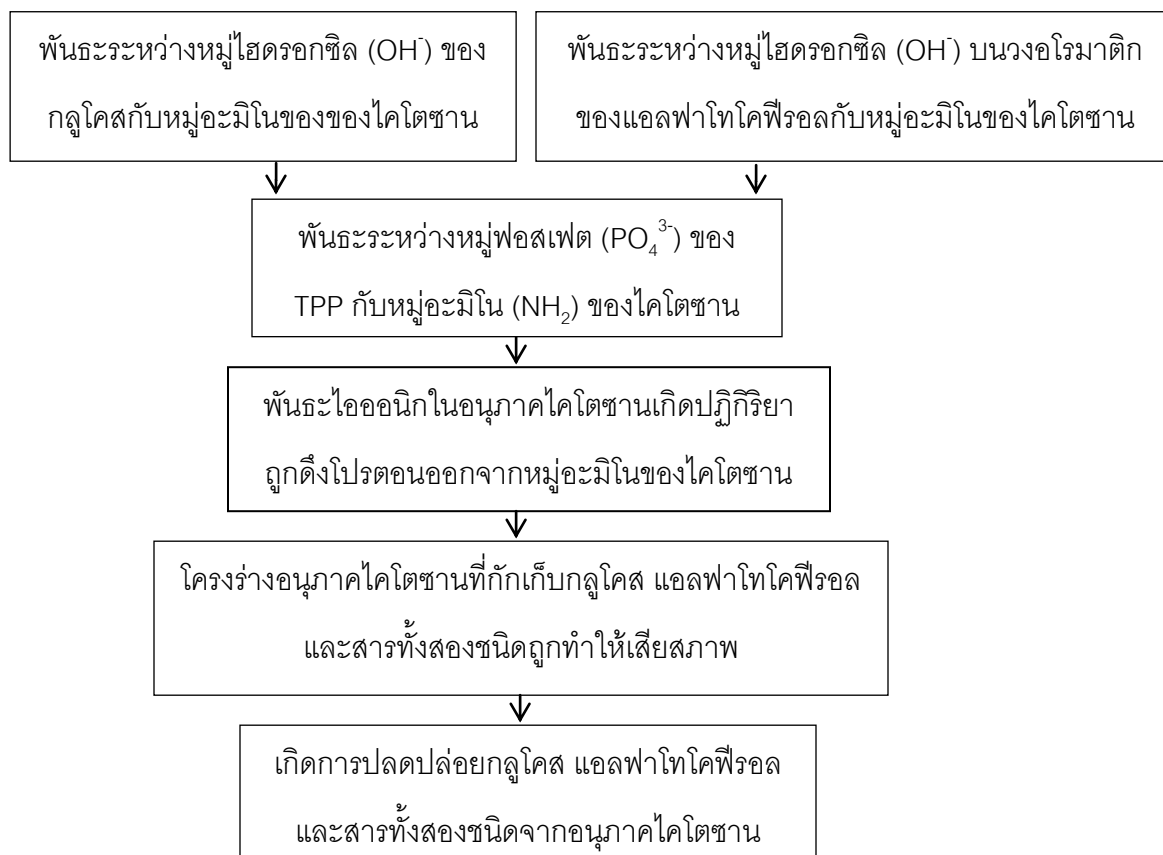 พันธะระหว่างหมู่ไฮดรอกซิล (OH⁻) ของ
กลูโคสกับหมู่อะมิโนของของไคโตซาน
พันธะระหว่างหมู่ไฮดรอกซิล (OH⁻) บนวงอโรมาติก
ของแอลฟาโทโคฟีรอลกับหมู่อะมิโนของไคโตซาน
พันธะระหว่างหมู่ฟอสเฟต (PO₄³⁻) ของ
TPP กับหมู่อะมิโน (NH₂) ของไคโตซาน
พันธะไอออนิกในอนุภาคไคโตซานเกิดปฏิกิริยา
ถูกดึงโปรตอนออกจากหมู่อะมิโนของไคโตซาน
โครงร่างอนุภาคไคโตซานที่กักเก็บกลูโคส แอลฟาโทโคฟีรอล
และสารทั้งสองชนิดถูกทำให้เสียสภาพ
เกิดการปลดปล่อยกลูโคส แอลฟาโทโคฟีรอล
และสารทั้งสองชนิดจากอนุภาคไคโตซาน